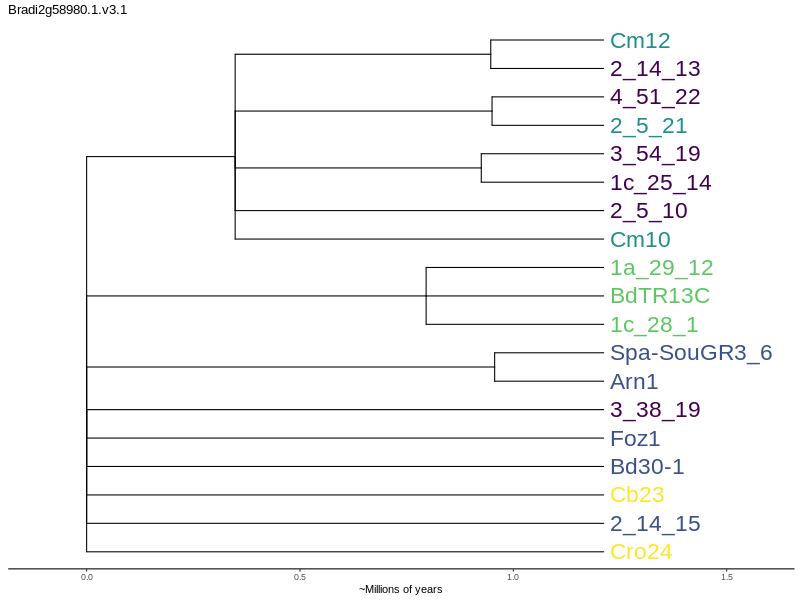 Bradi2g58980.1.v3.1
Cm12
2_14_13
4_51_22
2_5_21
3_54_19
1c_25_14
2_5_10
Cm10
1a_29_12
BdTR13C
1c_28_1
Spa-SouGR3_6
Arn1
3_38_19
Foz1
Bd30-1
Cb23
2_14_15
Cro24
0.0 0.5 1.0 1.5
~Millions of years